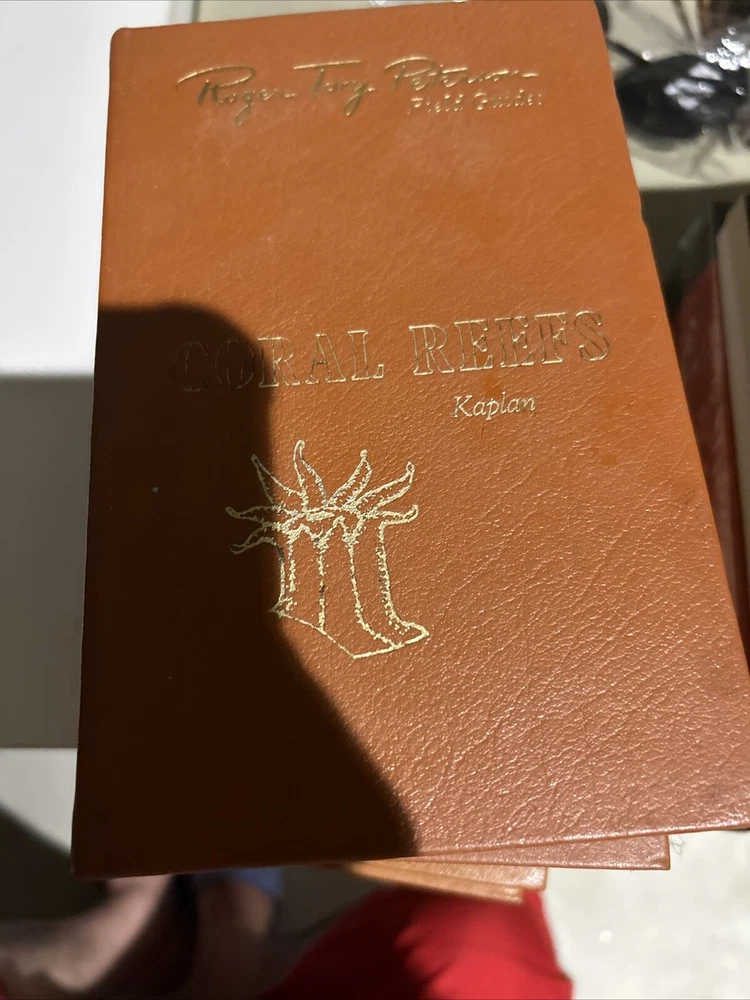 Roger Tory Peterson
Field Guides
CORAL REEFS
Kaplan